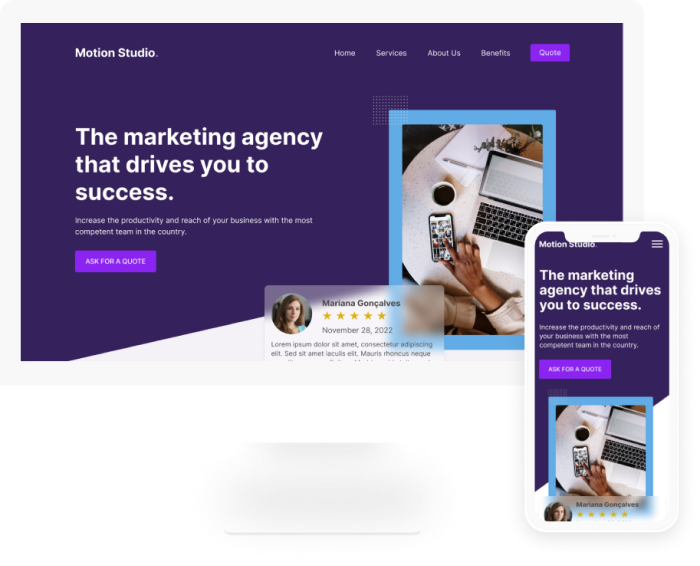 Motion Studio.
Home Services About Us Benefits Quote
The marketing agency
that drives you to
success.
Increase the productivity and reach of your business with the most
competent team in the country.
ASK FOR A QUOTE
Mariana Gonçalves
November 28, 2022
Lorem ipsum dolor sit amet, consectetur adipiscing
elit. Sed sit amet iaculis elit. Mauris rhoncus neque
Motion Studio.
The marketing
agency that drives
you to success.
Increase the productivity and reach of
your business with the most
competent team in the country.
ASK FOR A QUOTE
Mariana Gonçalves